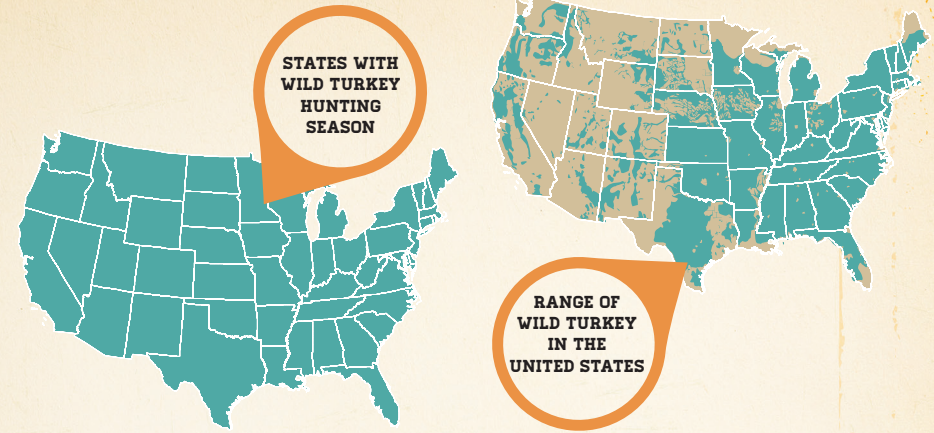 STATES WITH
WILD TURKEY
HUNTING
SEASON
RANGE OF
WILD TURKEY
IN THE
UNITED STATES